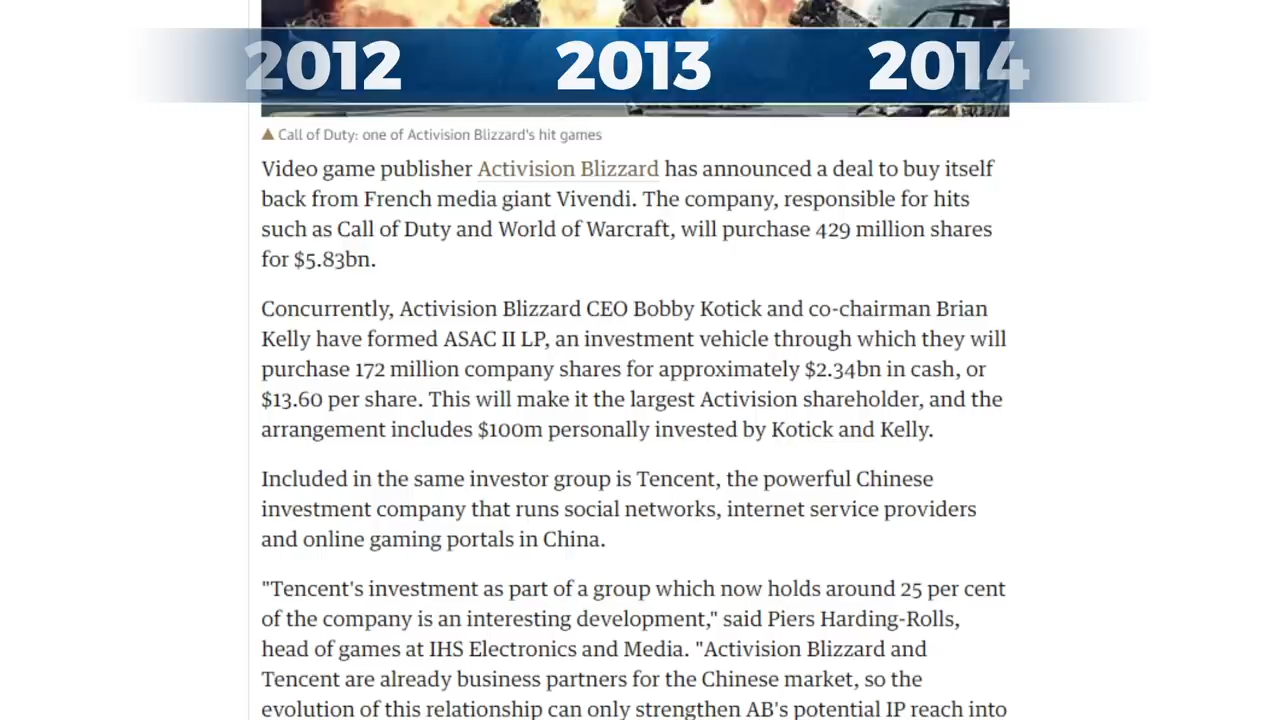 2012 2013 2014
▲ Call of Duty: one of Activision Blizzard's hit games
Video game publisher Activision Blizzard has announced a deal to buy itself
back from French media giant Vivendi. The company, responsible for hits
such as Call of Duty and World of Warcraft, will purchase 429 million shares
for $5.83bn.
Concurrently, Activision Blizzard CEO Bobby Kotick and co-chairman Brian
Kelly have formed ASAC II LP, an investment vehicle through which they will
purchase 172 million company shares for approximately $2.34bn in cash, or
$13.60 per share. This will make it the largest Activision shareholder, and the
arrangement includes $100m personally invested by Kotick and Kelly.
Included in the same investor group is Tencent, the powerful Chinese
investment company that runs social networks, internet service providers
and online gaming portals in China.
"Tencent's investment as part of a group which now holds around 25 per cent
of the company is an interesting development," said Piers Harding-Rolls,
head of games at IHS Electronics and Media. "Activision Blizzard and
Tencent are already business partners for the Chinese market, so the
evolution of this relationship can only strengthen AB's potential IP reach into